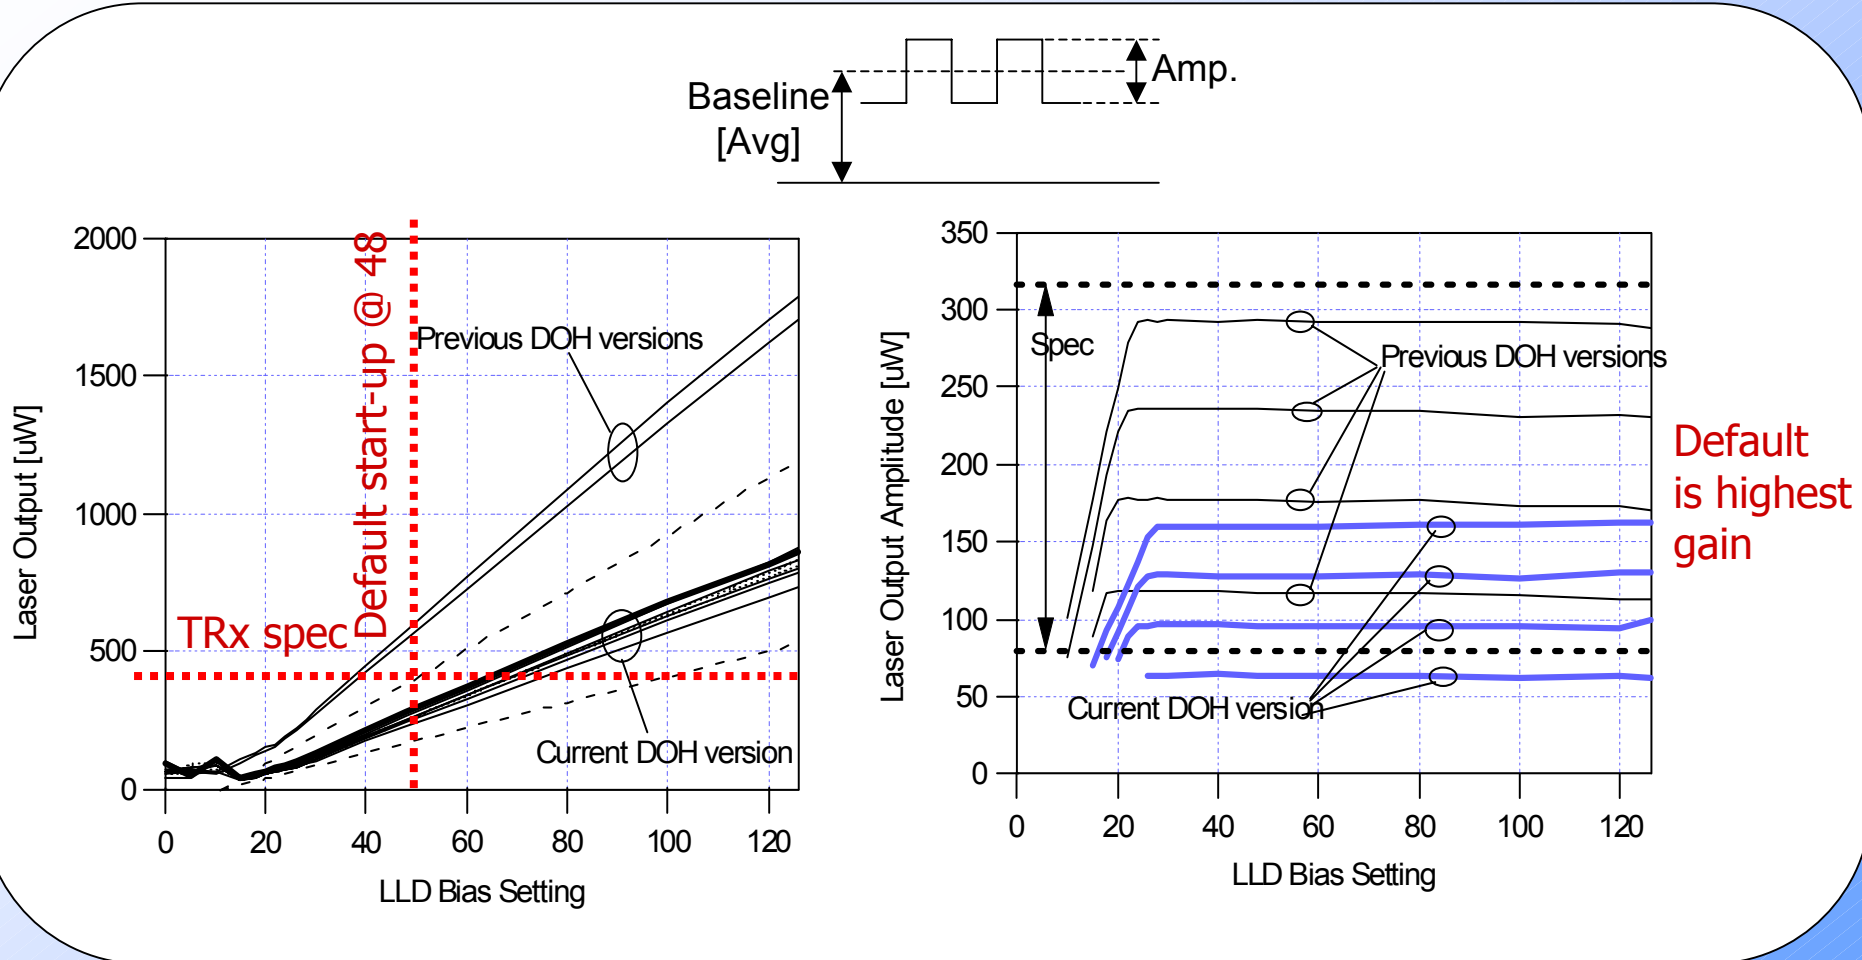 Amp.
Baseline
[Avg]
2000
1500
1000
500
0
0
20
40
60
80
100
120
Laser Output [uW]
LLD Bias Setting
Default start-up @ 48
TRx spec
Previous DOH versions
Current DOH version
350
300
250
200
150
100
50
0
0
20
40
60
80
100
120
Laser Output Amplitude [uW]
LLD Bias Setting
Spec
Previous DOH versions
Current DOH version
Default
is highest
gain